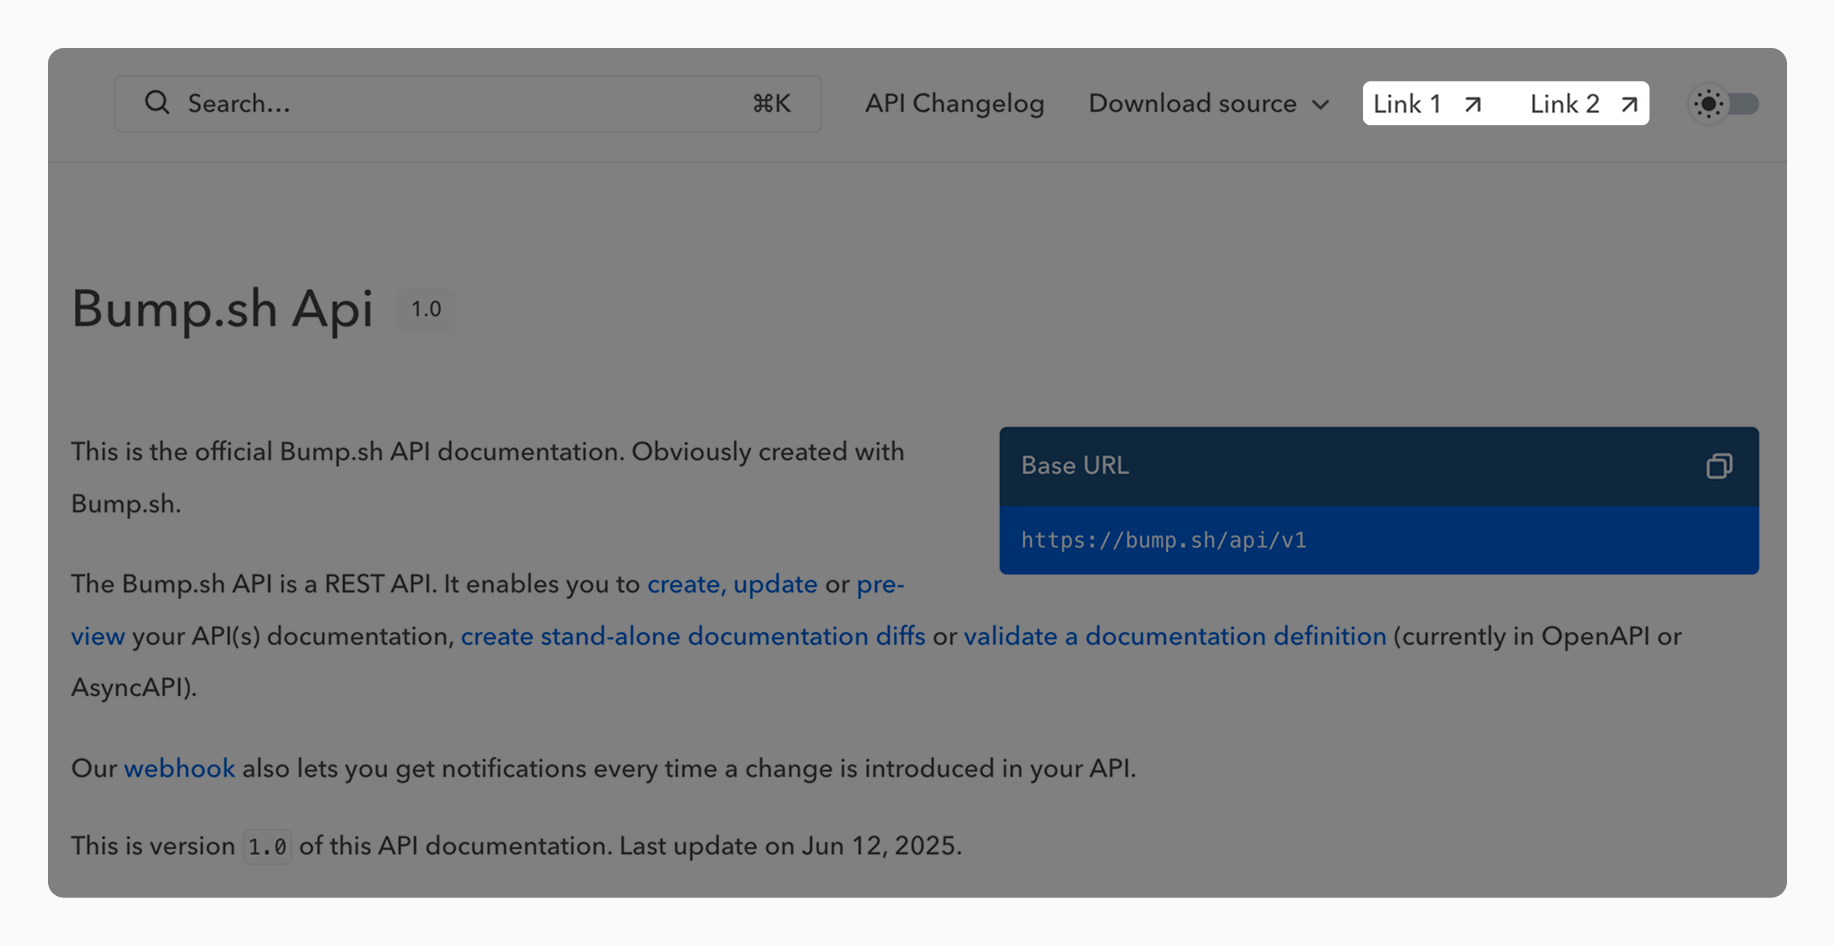 Search... ⌘K API Changelog Download source Link 1 Link 2
Bump.sh Api 1.0
This is the official Bump.sh API documentation. Obviously created with
Bump.sh.
Base URL
https://bump.sh/api/v1
The Bump.sh API is a REST API. It enables you to create, update or pre-
view your API(s) documentation, create stand-alone documentation diffs or validate a documentation definition (currently in OpenAPI or
AsyncAPI).
Our webhook also lets you get notifications every time a change is introduced in your API.
This is version 1.0 of this API documentation. Last update on Jun 12, 2025.